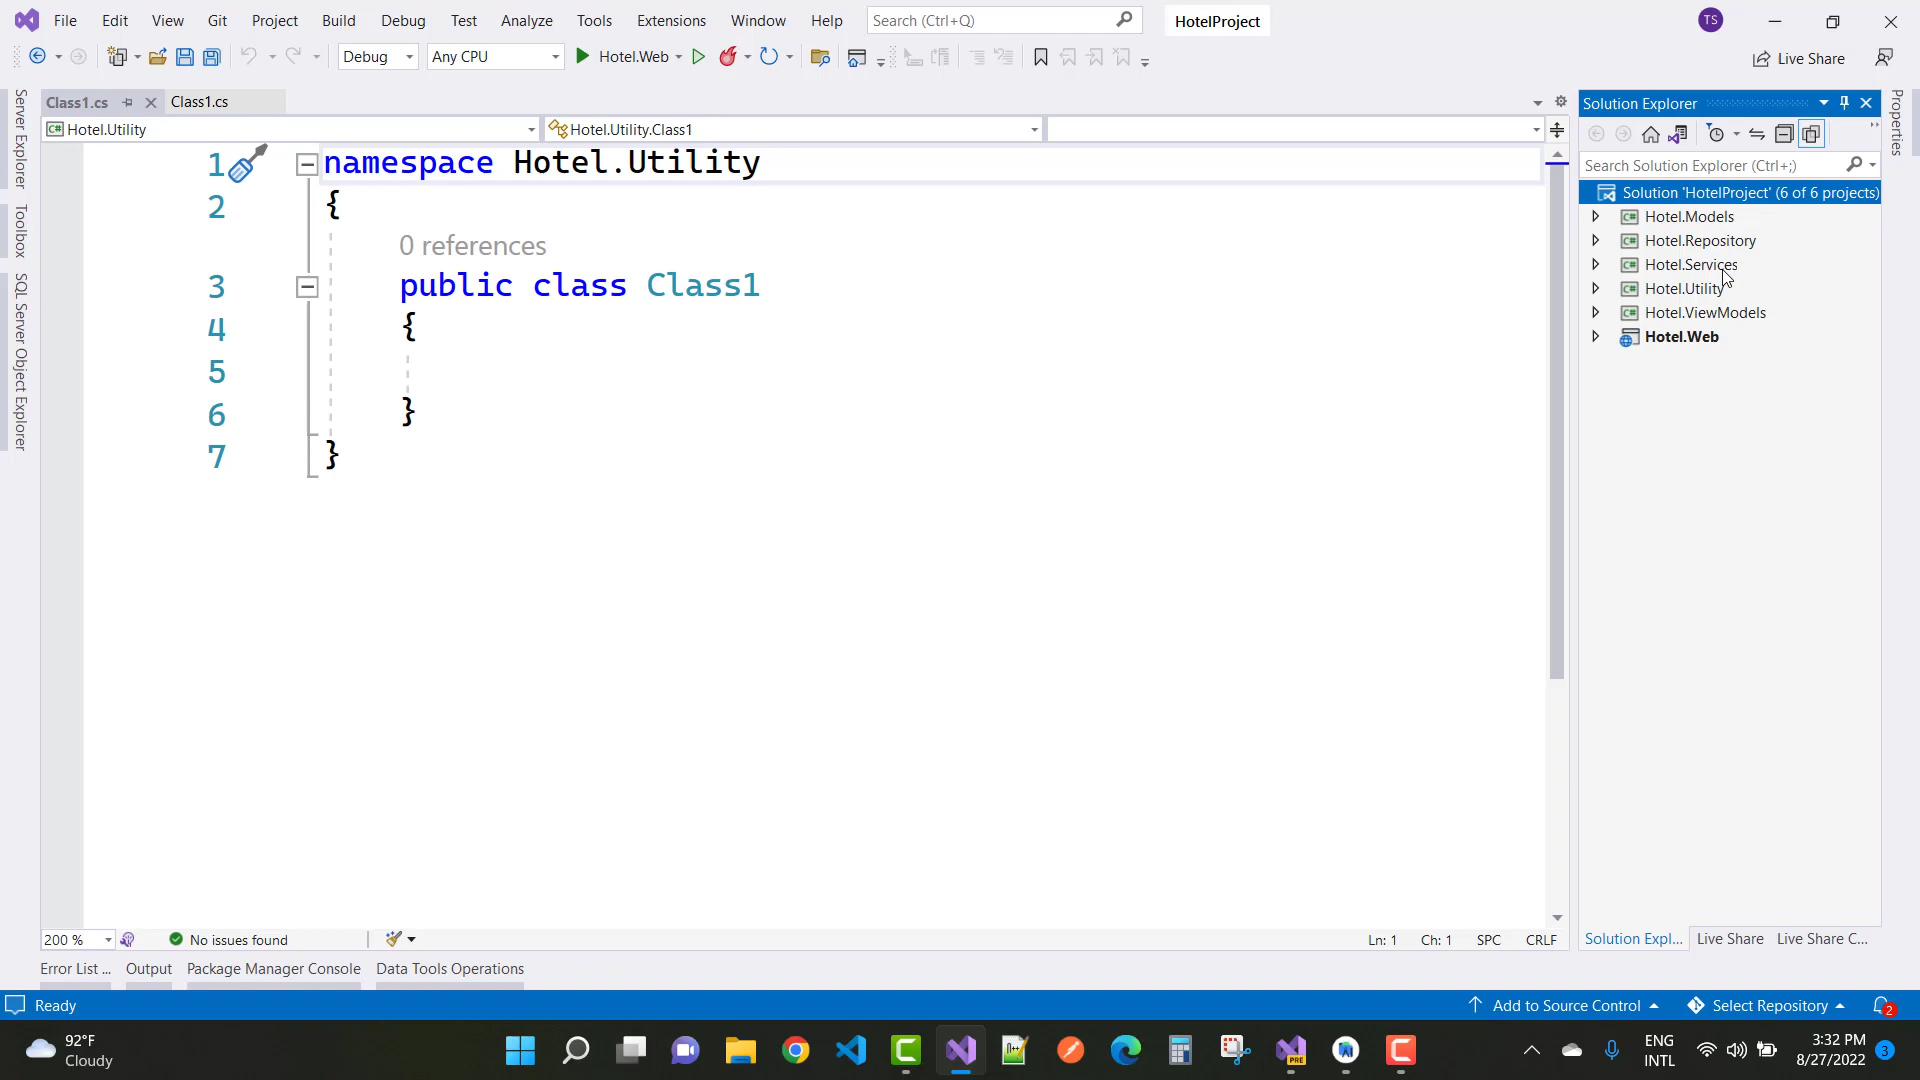 File Edit View Git Project Build Debug Test Analyze Tools Extensions Window Help Search (Ctrl+Q) HotelProject TS
Debug Any CPU Hotel.Web Live Share
Server Explorer
Toolbox
SQL Server Object Explorer
Class1.cs Class1.cs
Hotel.Utility Hotel.Utility.Class1
1 namespace Hotel.Utility
2 {
0 references
3 public class Class1
4 {
5
6 }
7 }
200 % No issues found Ln: 1 Ch: 1 SPC CRLF
Solution Explorer
Search Solution Explorer (Ctrl+;)
Solution 'HotelProject' (6 of 6 projects)
Hotel.Models
Hotel.Repository
Hotel.Services
Hotel.Utility
Hotel.ViewModels
Hotel.Web
Solution Expl... Live Share Live Share C...
Properties
Error List ... Output Package Manager Console Data Tools Operations
Ready Add to Source Control Select Repository 2
92°F
Cloudy
PRE
ENG
INTL
3:32 PM
8/27/2022
3